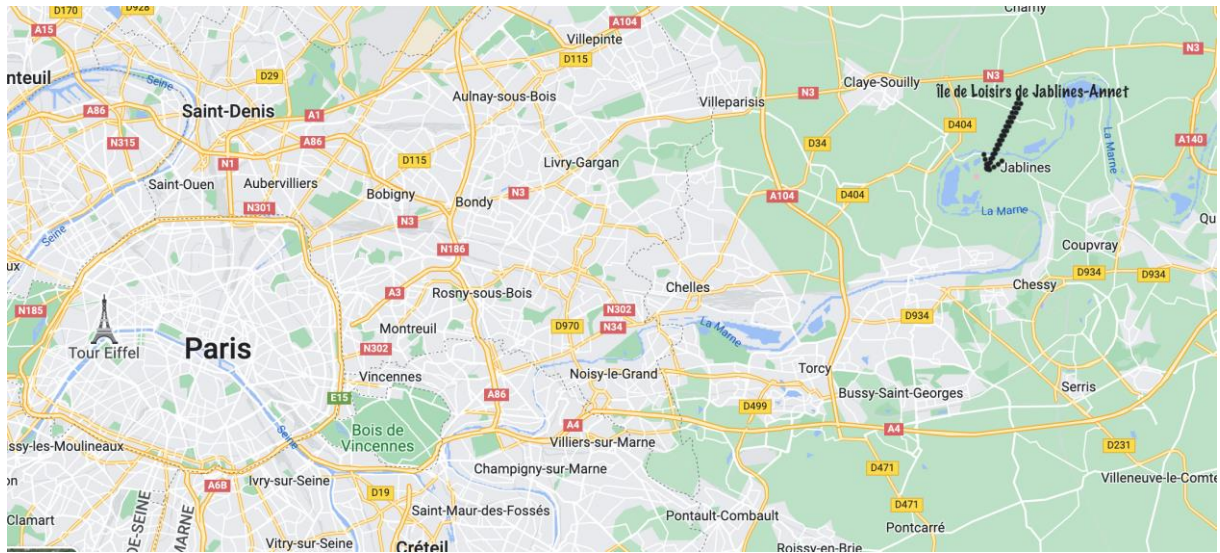 D170
D928
A104
Charny
A15
Villepinte
N3
nteuil
Seine
D29
D115
Claye-Souilly
N3
Aulnay-sous-Bois
île de Loisirs de Jablines-Annet
Villeparisis
N3
A86
Saint-Denis
A1
D404
La Marne
A140
N315
A86
D34
N1
D115
Livry-Gargan
Jablines
Saint-Ouen
Aubervilliers
Bobigny
Bondy
N3
A104
D404
N301
N3
La Marne
Qu
Seine
N186
Coupvray
ux
D934
D934
Chelles
Chessy
A3
Rosny-sous-Bois
N185
N302
D934
Montreuil
D970
N34
La Marne
Tour Eiffel
Paris
N302
Vincennes
Noisy-le-Grand
Torcy
Serris
A86
Bussy-Saint-Georges
E15
D499
Seine
Bois de
Vincennes
A4
A4
ssy-les-Moulineaux
Villiers-sur-Marne
D231
Champigny-sur-Marne
D471
Villeneuve-le-Comte
on
A6B
Ivry-sur-Seine
D19
D471
Saint-Maur-des-Fossés
Pontault-Combault
Clamart
DE-SEINE
MARNE
Pontcarré
Vitry-sur-Seine
Créteil
Roissy-en-Brie